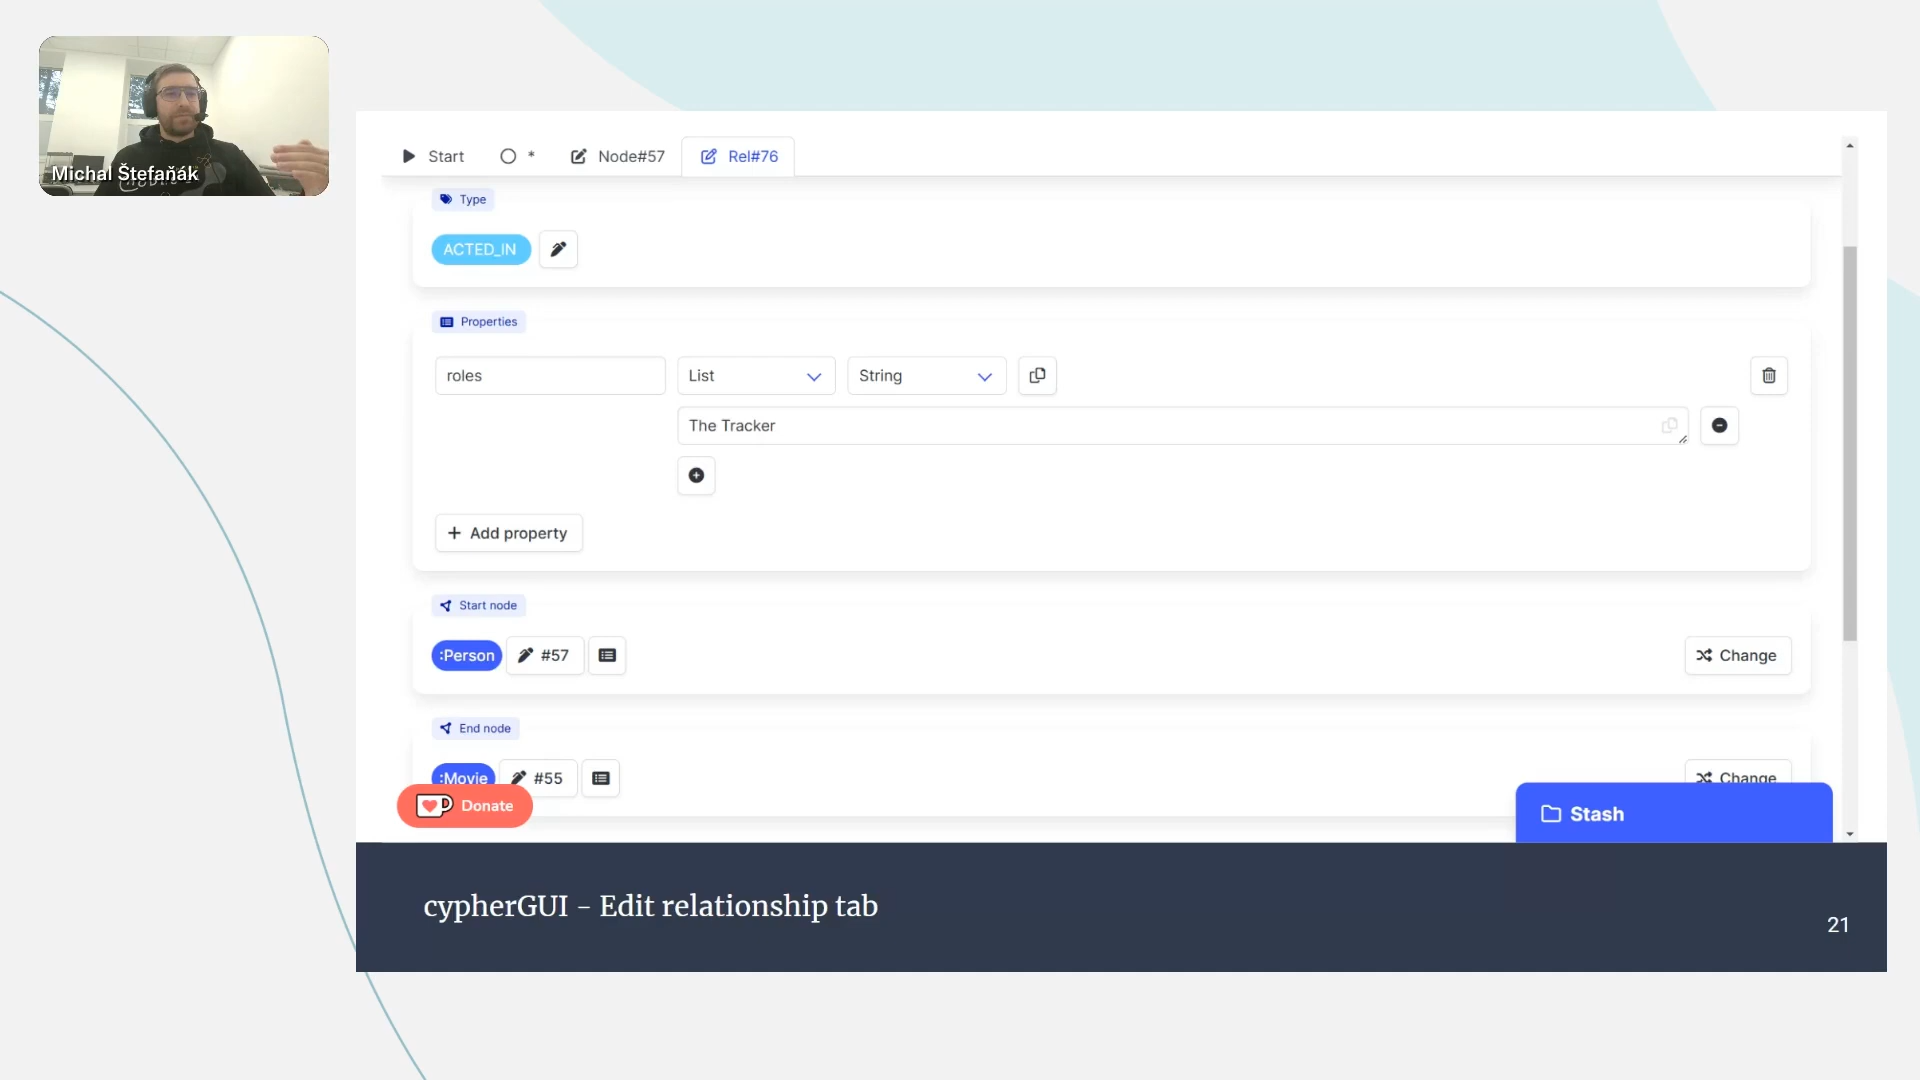 Michal Štefaňák
Start * Node#57 Rel#76
Type
ACTED_IN
Properties
roles List String
The Tracker
+ Add property
Start node
:Person #57 Change
End node
:Movie #55 Change
Donate
Stash
cypherGUI - Edit relationship tab
21